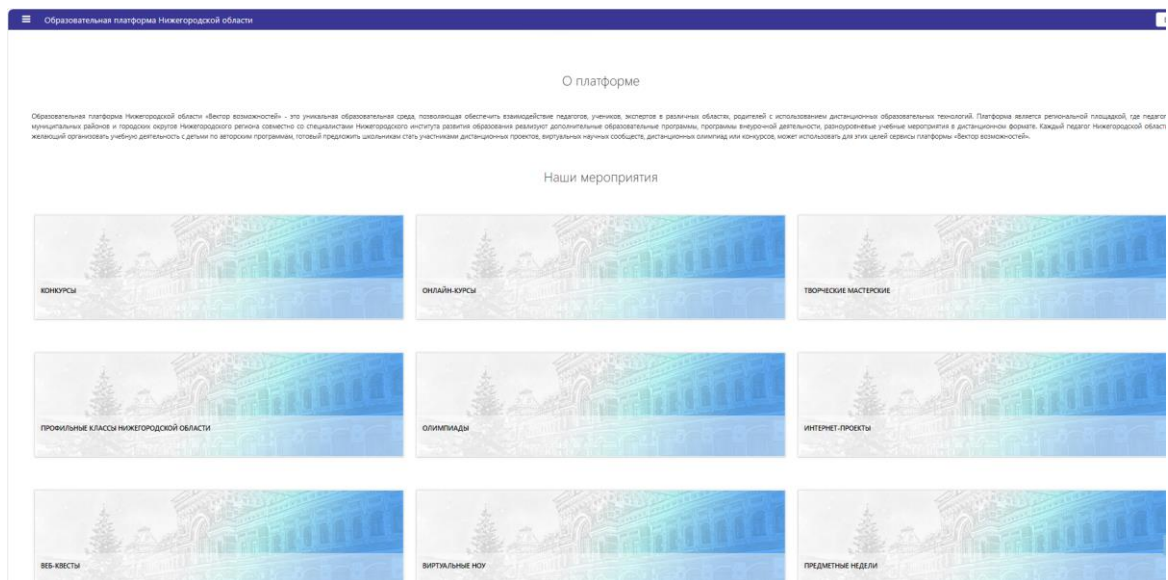 Образовательная платформа Нижегородской области
О платформе
Образовательная платформа Нижегородской области «Вектор возможностей» - это уникальная образовательная среда, позволяющая обеспечить взаимодействие педагогов, учеников, экспертов в различных областях, родителей с использованием дистанционных образовательных технологий. Платформа является региональной площадкой, где педагог
муниципальных районов и городских округов Нижегородского региона совместно со специалистами Нижегородского института развития образования реализуют дополнительные образовательные программы, программы внеурочной деятельности, разноуровневые учебные мероприятия в дистанционном формате. Каждый педагог Нижегородской област
желающий организовать учебную деятельность с детьми по авторским программам, готовый предложить школьникам стать участниками дистанционных проектов, виртуальных научных сообществ, дистанционных олимпиад или конкурсов, может использовать для этих целей сервисы платформы «Вектор возможностей».
Наши мероприятия
КОНКУРСЫ
ОНЛАЙН-КУРСЫ
ТВОРЧЕСКИЕ МАСТЕРСКИЕ
ПРОФИЛЬНЫЕ КЛАССЫ НИЖЕГОРОДСКОЙ ОБЛАСТИ
ОЛИМПИАДЫ
ИНТЕРНЕТ-ПРОЕКТЫ
ВЕБ-КВЕСТЫ
ВИРТУАЛЬНЫЕ НОУ
ПРЕДМЕТНЫЕ НЕДЕЛИ